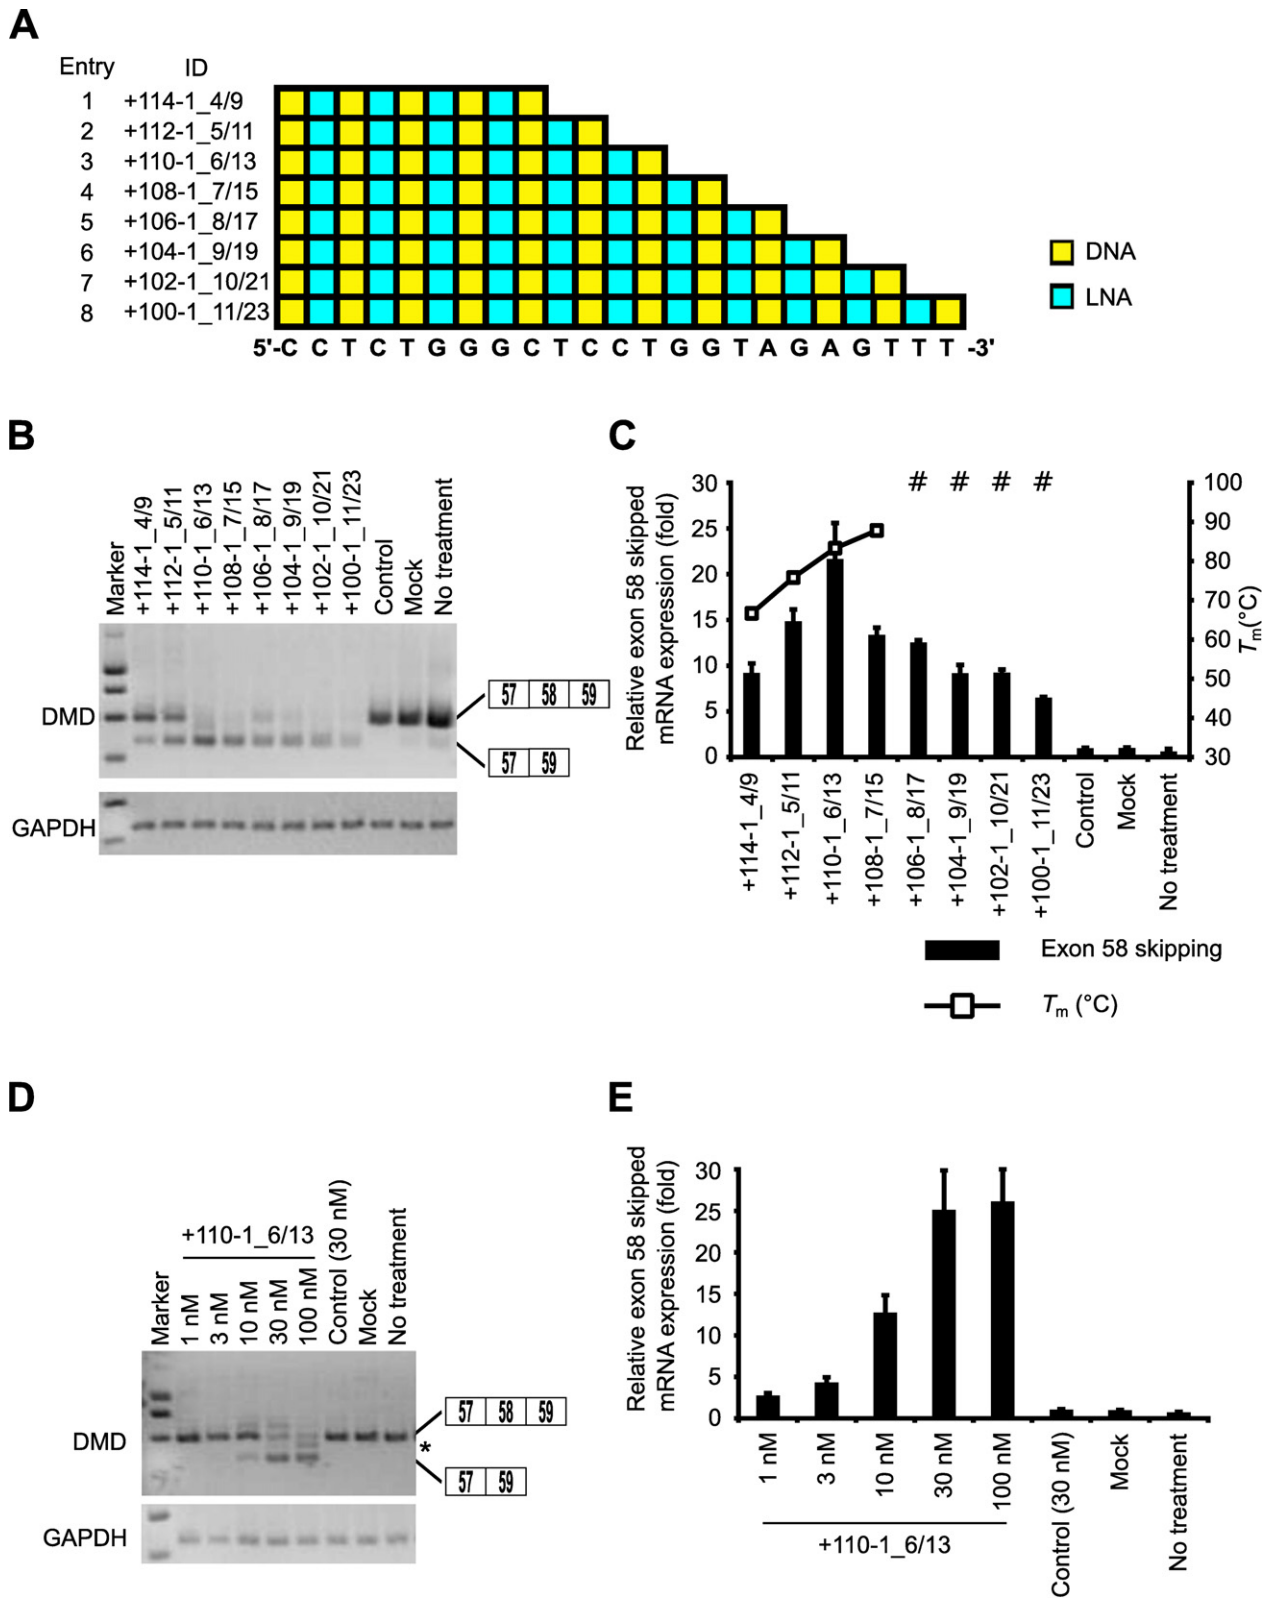 A
Entry ID
1 +114-1_4/9
2 +112-1_5/11
3 +110-1_6/13
4 +108-1_7/15
5 +106-1_8/17
6 +104-1_9/19
7 +102-1_10/21
8 +100-1_11/23
DNA
LNA
5'-C C T C T G G G C T C C T G G T A G A G T T T -3'
B
Marker
+114-1_4/9
+112-1_5/11
+110-1_6/13
+108-1_7/15
+106-1_8/17
+104-1_9/19
+102-1_10/21
+100-1_11/23
Control
Mock
No treatment
DMD
57 58 59
57 59
GAPDH
C
Relative exon 58 skipped
mRNA expression (fold)
30
25
20
15
10
5
0
# # # #
100
90
80
70
60
50
40
30
Tm(°C)
+114-1_4/9
+112-1_5/11
+110-1_6/13
+108-1_7/15
+106-1_8/17
+104-1_9/19
+102-1_10/21
+100-1_11/23
Control
Mock
No treatment
Exon 58 skipping
Tm (°C)
D
+110-1_6/13
Marker
1 nM
3 nM
10 nM
30 nM
100 nM
Control (30 nM)
Mock
No treatment
DMD
57 58 59
*
57 59
GAPDH
E
Relative exon 58 skipped
mRNA expression (fold)
30
25
20
15
10
5
0
1 nM
3 nM
10 nM
30 nM
100 nM
Control (30 nM)
Mock
No treatment
+110-1_6/13